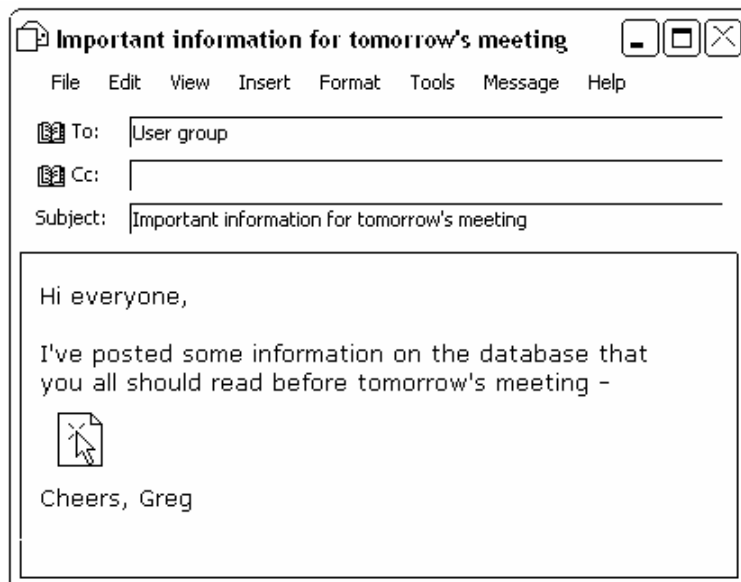 Important information for tomorrow's meeting
File Edit View Insert Format Tools Message Help
To: User group
Cc:
Subject: Important information for tomorrow's meeting
Hi everyone,
I've posted some information on the database that
you all should read before tomorrow's meeting –
Cheers, Greg